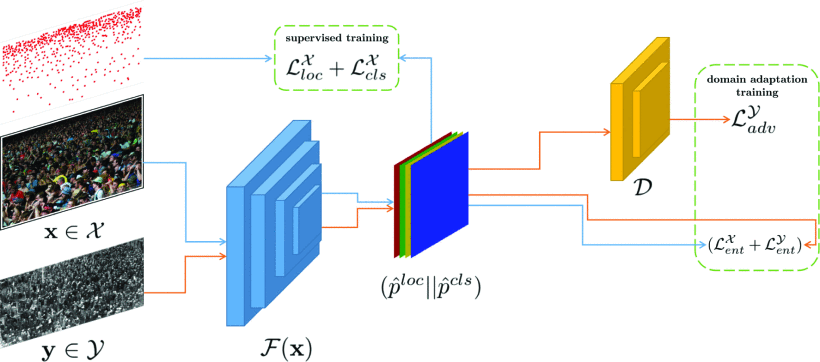 supervised training
$\mathcal{L}_{loc}^{\mathcal{X}} + \mathcal{L}_{cls}^{\mathcal{X}}$
domain adaptation
training
$\mathcal{L}_{adv}^{\mathcal{Y}}$
$\mathcal{D}$
$\mathbf{x} \in \mathcal{X}$
$(\mathcal{L}_{ent}^{\mathcal{X}} + \mathcal{L}_{ent}^{\mathcal{Y}})$
$(\hat{p}^{loc} || \hat{p}^{cls})$
$\mathbf{y} \in \mathcal{Y}$
$\mathcal{F}(\mathbf{x})$